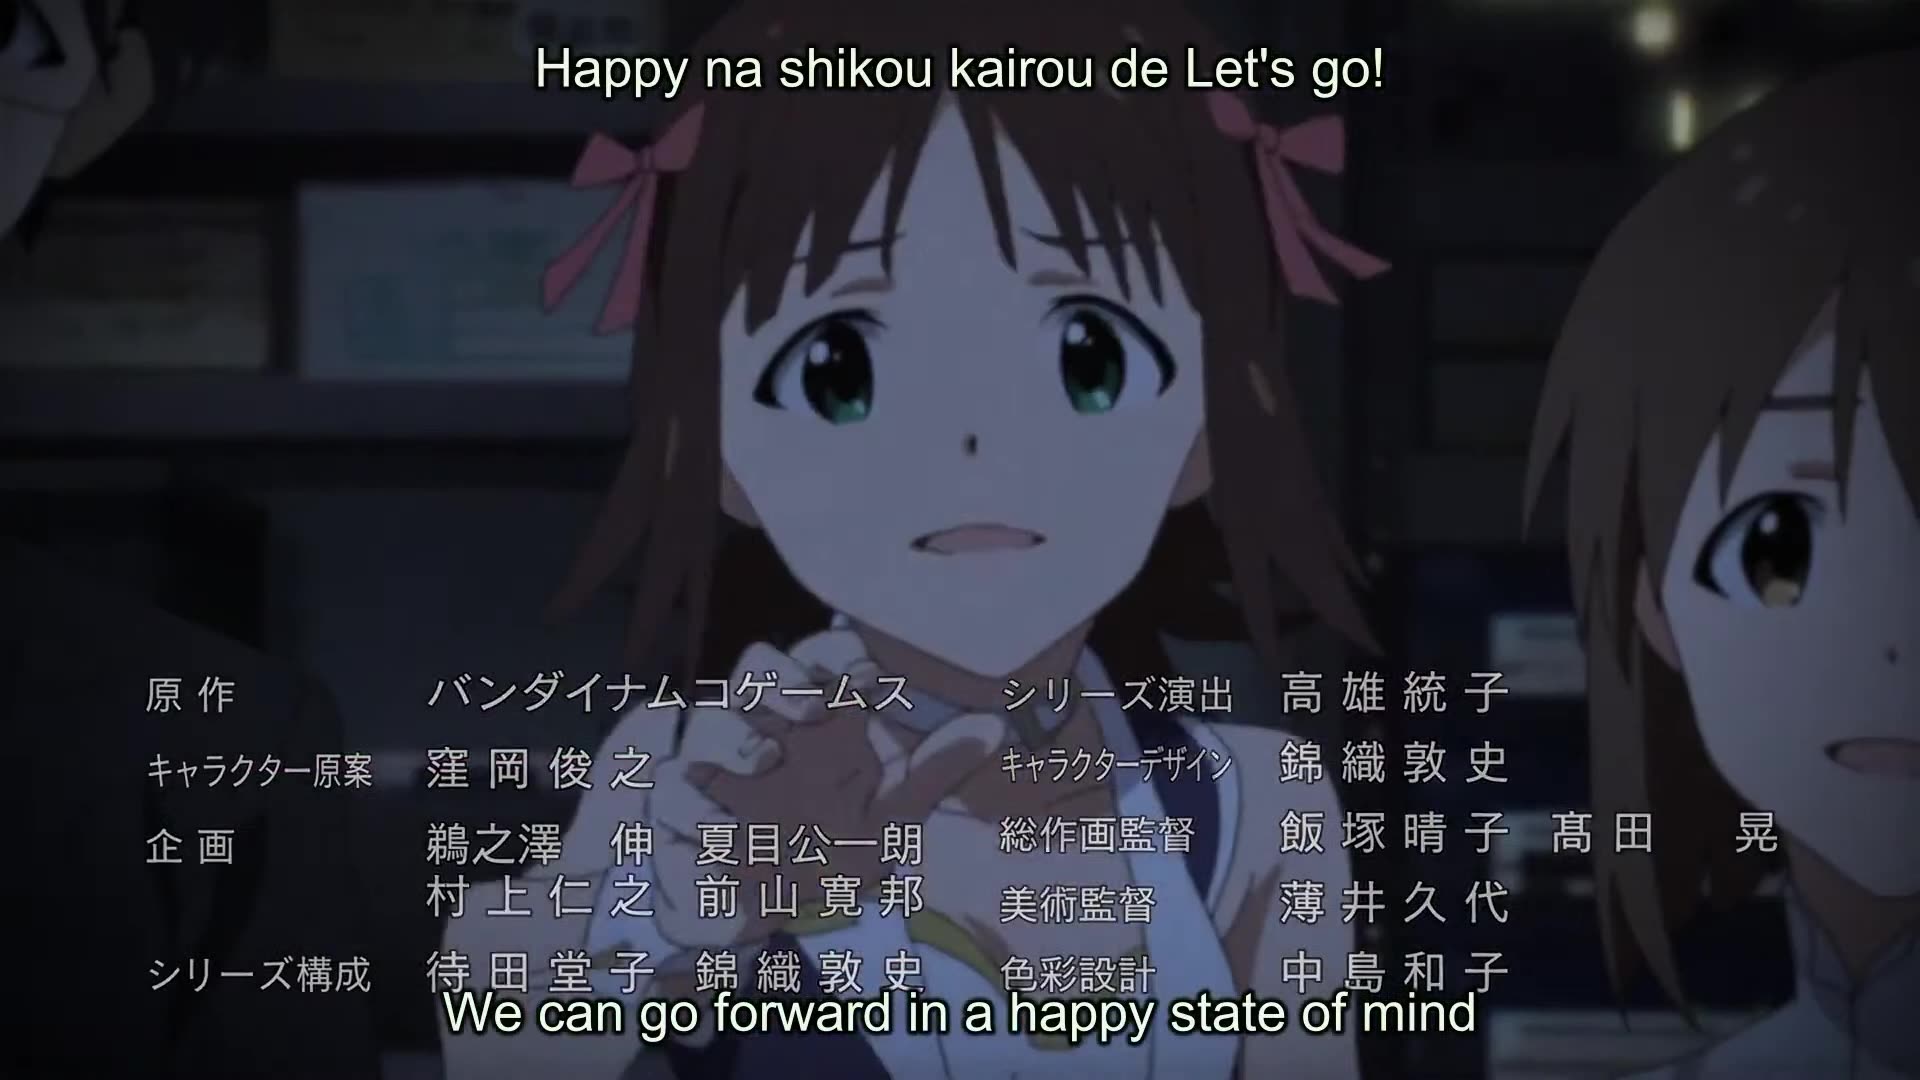 Happy na shikou kairou de Let's go!
原作 バンダイナムコゲームス
キャラクター原案 窪岡俊之
企画 鵜之澤 伸 夏目公一朗
村上仁之 前山寛邦
シリーズ構成 待田堂子 錦織敦史
シリーズ演出 高雄統子
キャラクターデザイン 錦織敦史
総作画監督 飯塚晴子 髙田 晃
美術監督 薄井久代
色彩設計 中島和子
We can go forward in a happy state of mind